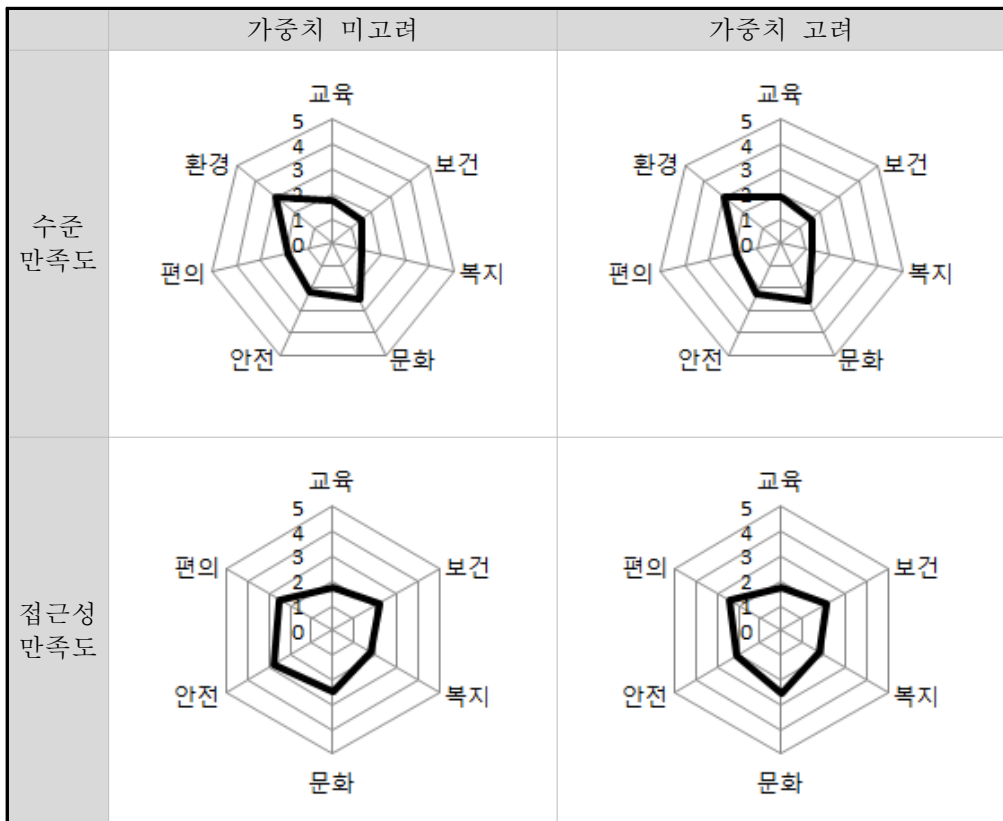 가중치 미고려
가중치 고려
수준
만족도
교육
5
4
3
2
1
0
보건
복지
문화
안전
편의
환경
교육
5
4
3
2
1
0
보건
복지
문화
안전
편의
환경
접근성
만족도
교육
5
4
3
2
1
0
보건
복지
문화
안전
편의
교육
5
4
3
2
1
0
보건
복지
문화
안전
편의